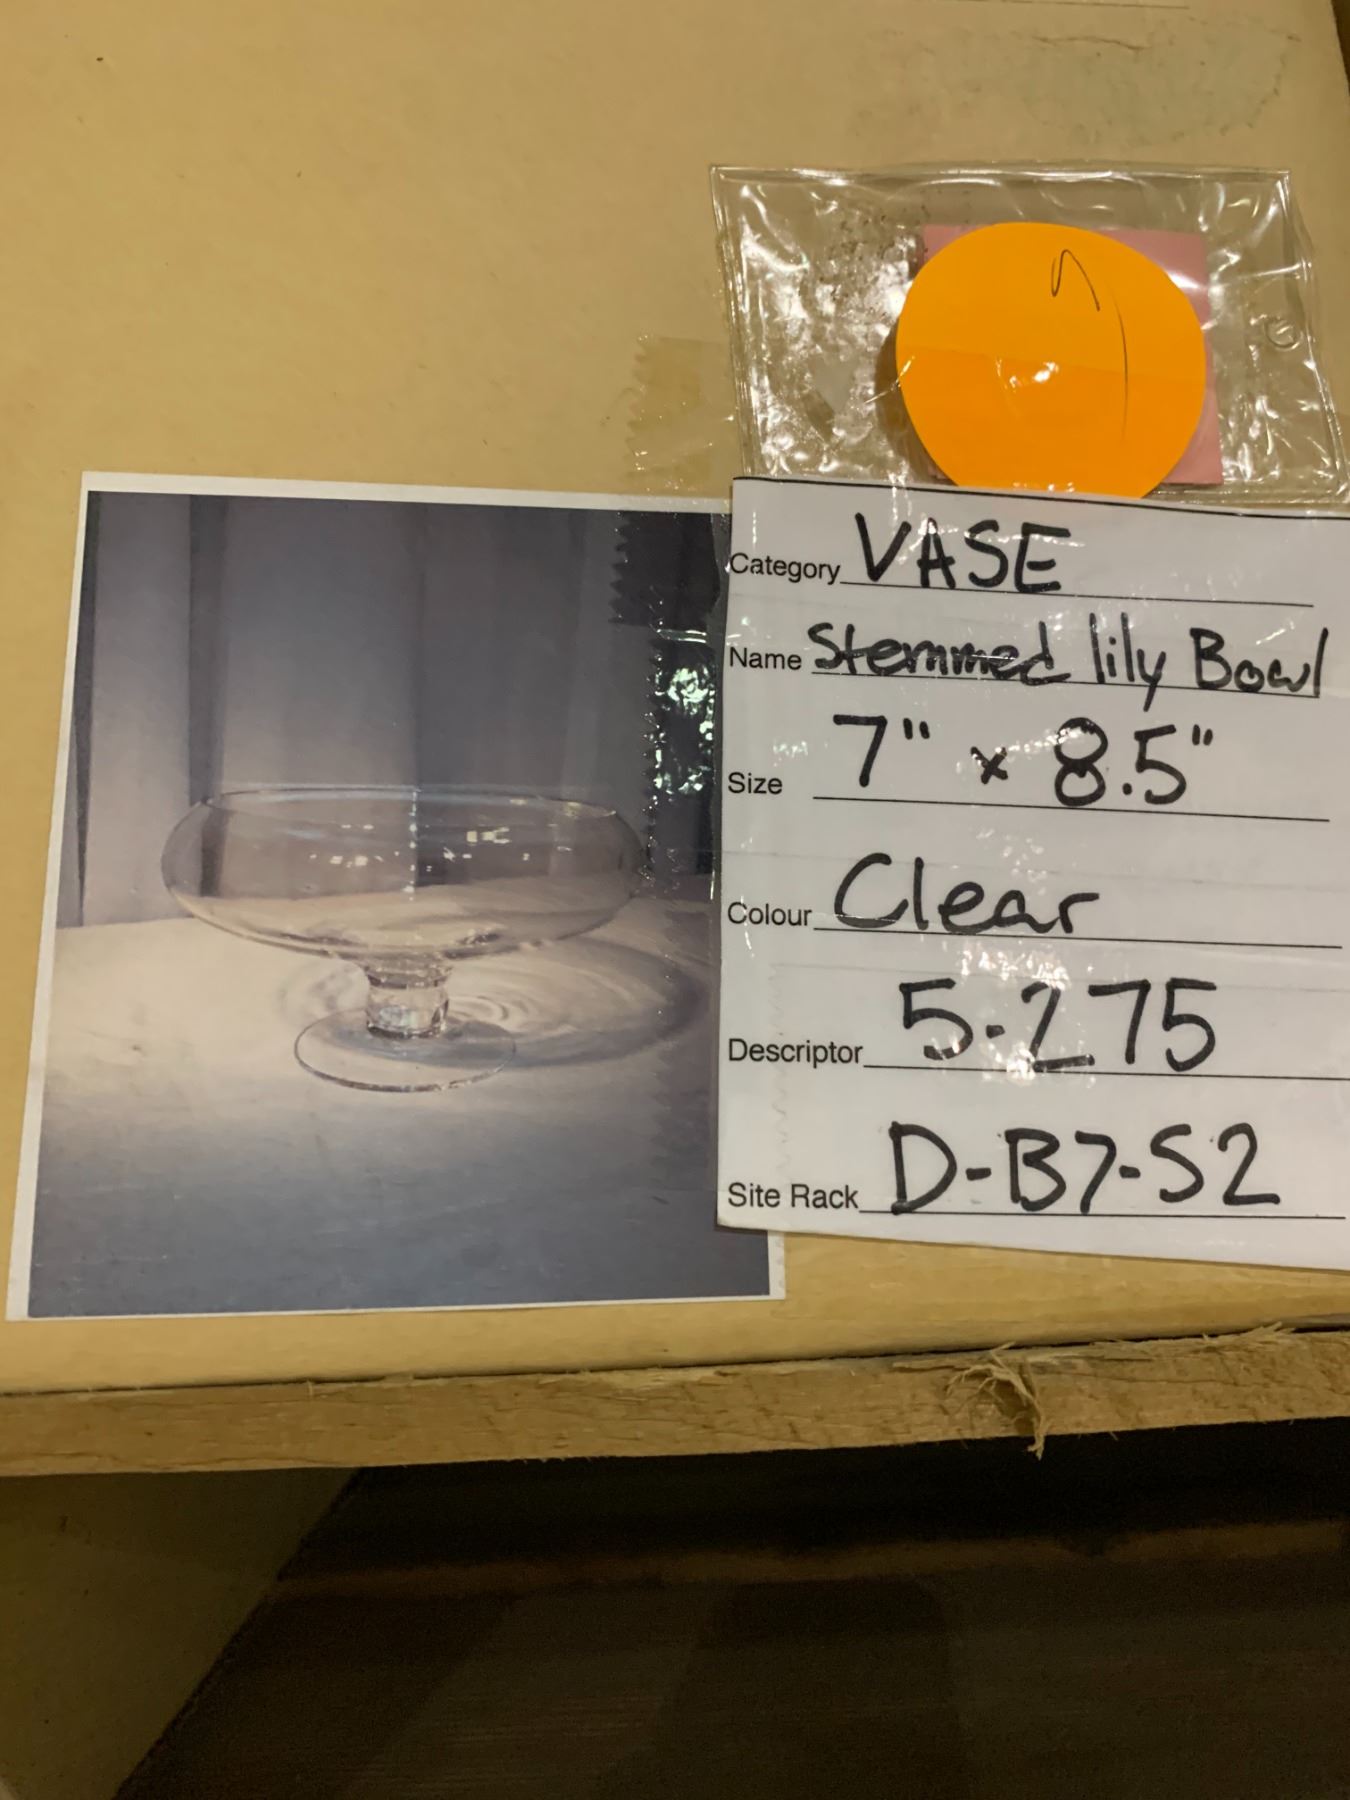 Category VASE
Name Stemmed lily Bowl
Size 7" x 8.5"
Colour Clear
Descriptor 5-275
Site Rack D-B7-S2